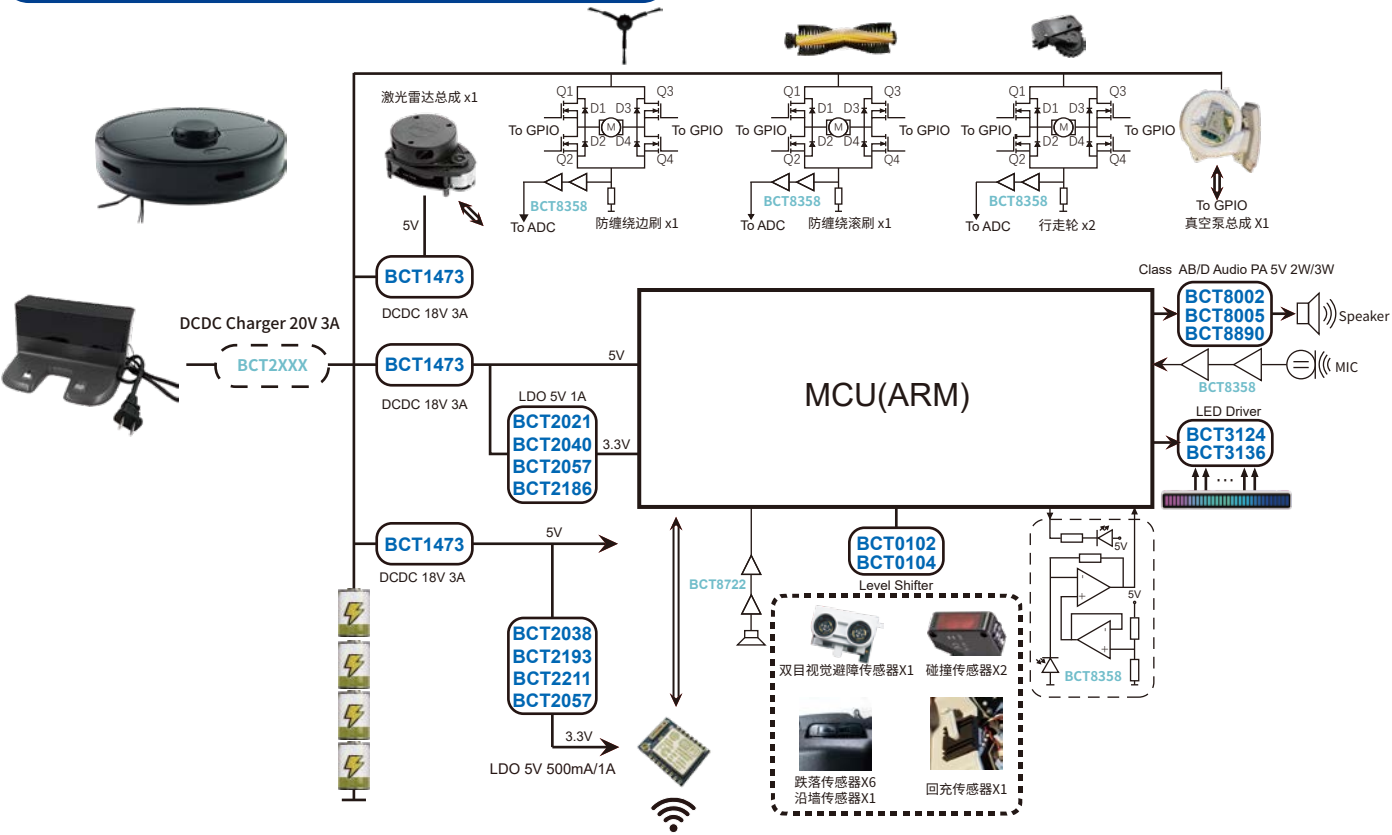 激光雷达总成 x1
Q1
Q3
D1
D3
To GPIO
M
To GPIO
D2
D4
Q2
Q4
BCT8358
To ADC
防缠绕边刷 x1
Q1
Q3
D1
D3
To GPIO
M
To GPIO
D2
D4
Q2
Q4
BCT8358
To ADC
防缠绕滚刷 x1
Q1
Q3
D1
D3
To GPIO
M
To GPIO
D2
D4
Q2
Q4
BCT8358
To ADC
行走轮 x2
To GPIO
真空泵总成 X1
5V
BCT1473
DCDC 18V 3A
DCDC Charger 20V 3A
BCT2XXX
BCT1473
DCDC 18V 3A
5V
LDO 5V 1A
BCT2021
BCT2040
BCT2057
BCT2186
3.3V
MCU(ARM)
Class AB/D Audio PA 5V 2W/3W
BCT8002
BCT8005
BCT8890
Speaker
MIC
BCT8358
LED Driver
BCT3124
BCT3136
...
BCT1473
DCDC 18V 3A
5V
BCT2038
BCT2193
BCT2211
BCT2057
3.3V
LDO 5V 500mA/1A
BCT8722
BCT0102
BCT0104
Level Shifter
双目视觉避障传感器X1
碰撞传感器X2
跌落传感器X6
沿墙传感器X1
回充传感器X1
5V
-
+
5V
-
+
BCT8358